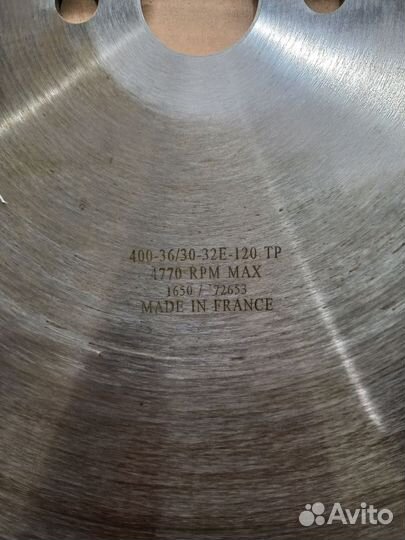 400-36/30-32E-120 TP
4770 RPM MAX
1650 / 72653
MADE IN FRANCE
Avito